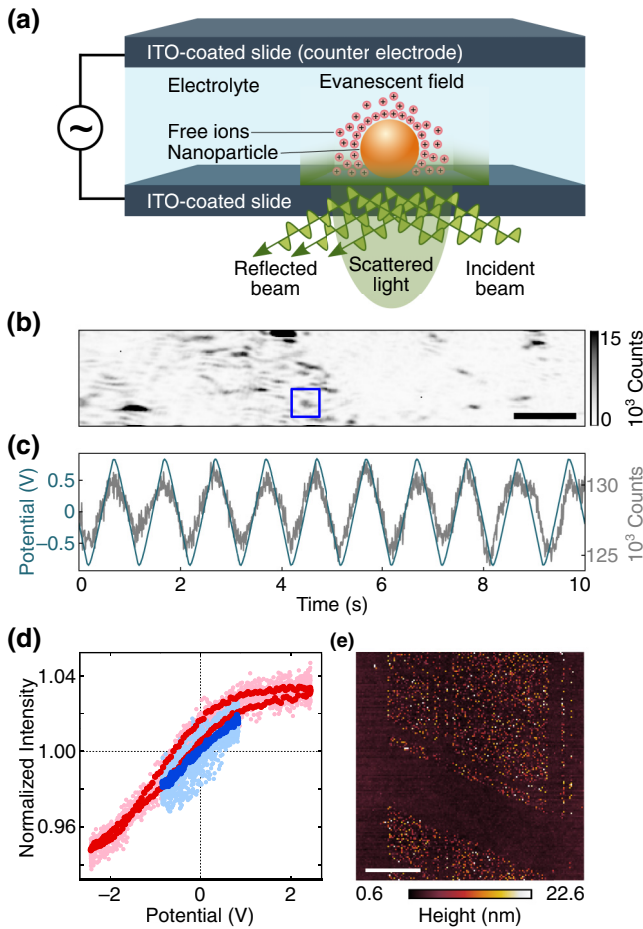 (a)
ITO-coated slide (counter electrode)
Electrolyte
Evanescent field
Free ions
Nanoparticle
~
ITO-coated slide
Reflected beam
Scattered light
Incident beam
(b)
15
0
10³ Counts
(c)
0.5
0
−0.5
Potential (V)
130
125
10³ Counts
0 2 4 6 8 10
Time (s)
(d)
1.04
1.00
0.96
Normalized Intensity
−2 0 2
Potential (V)
(e)
0.6 22.6
Height (nm)